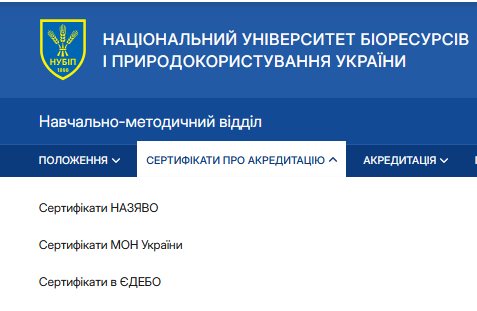 НАЦІОНАЛЬНИЙ УНІВЕРСИТЕТ БІОРЕСУРСІВ
І ПРИРОДОКОРИСТУВАННЯ УКРАЇНИ
НУБІП
1898
Навчально-методичний відділ
ПОЛОЖЕННЯ СЕРТИФІКАТИ ПРО АКРЕДИТАЦІЮ АКРЕДИТАЦІЯ
Сертифікати НАЗЯВО
Сертифікати МОН України
Сертифікати в ЄДЕБО